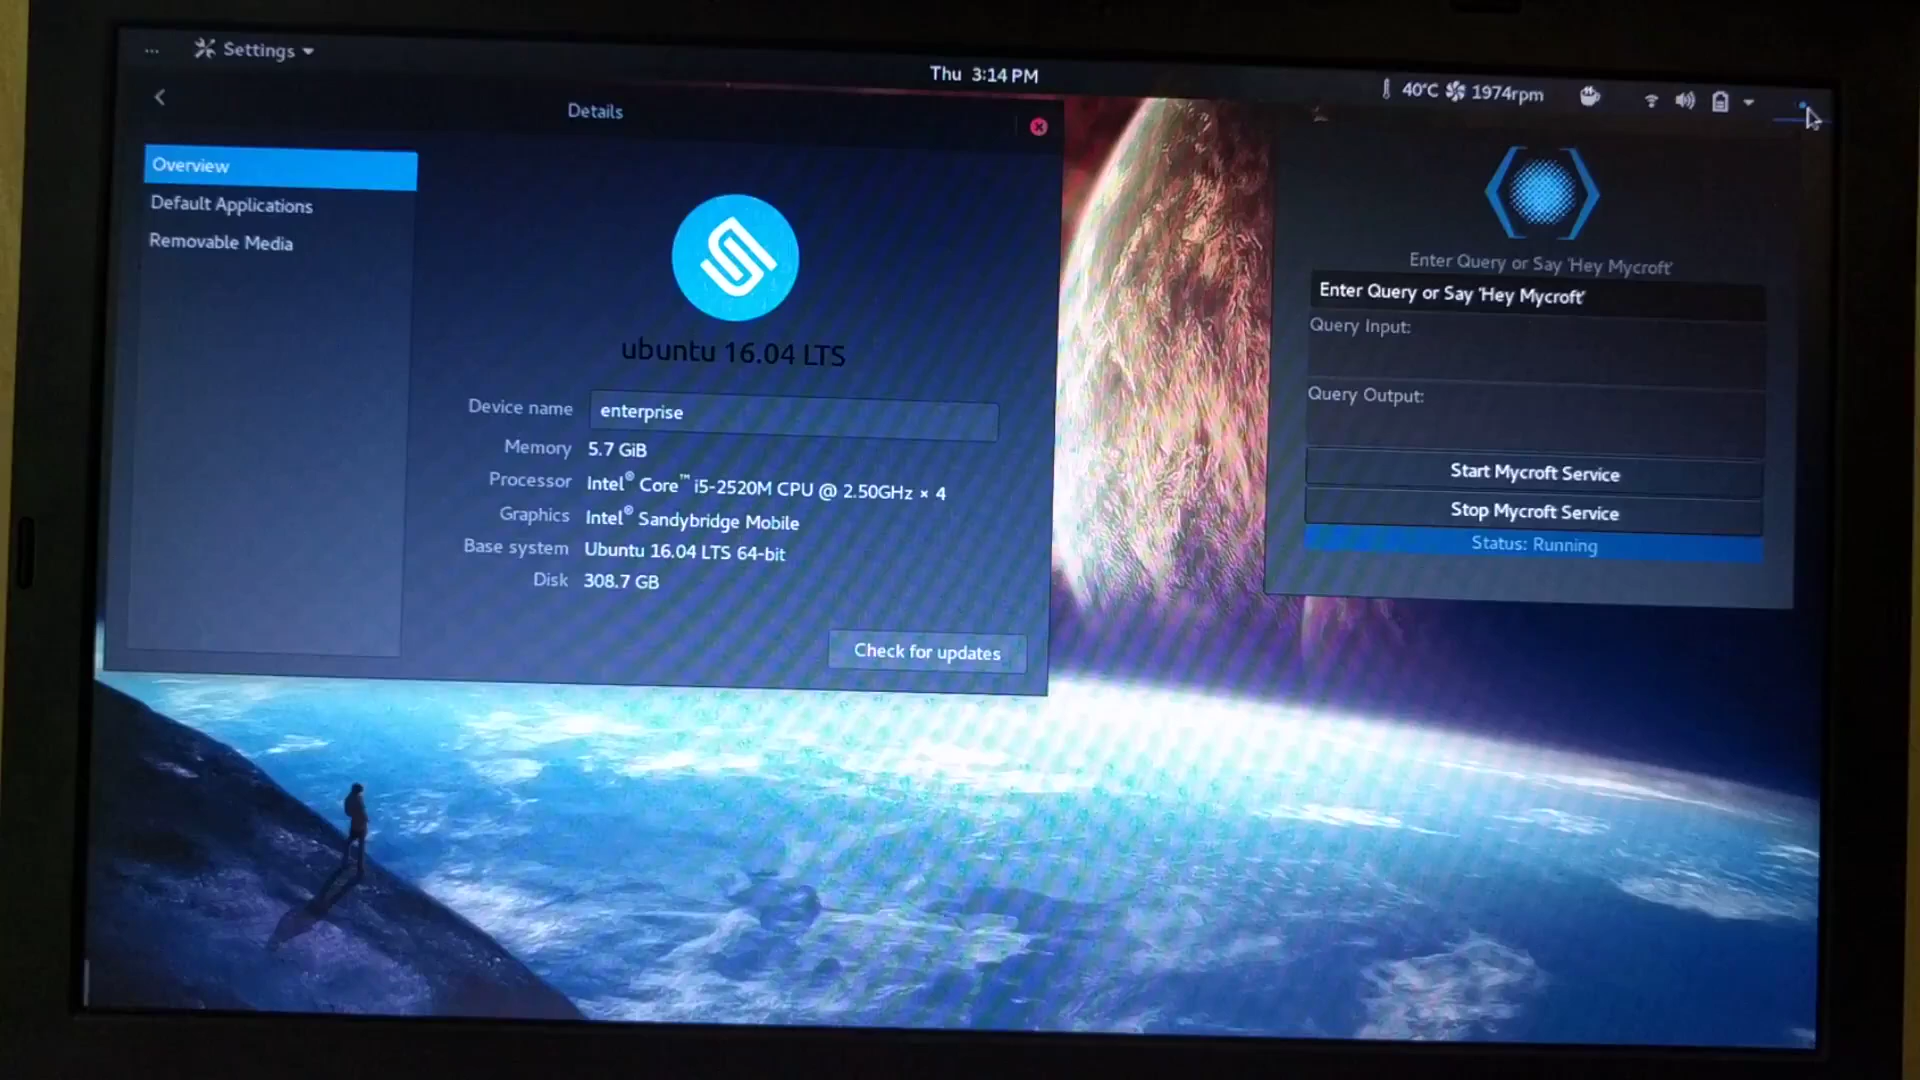 ... Settings
Thu 3:14 PM
40°C 1974rpm
Details
Overview
Default Applications
Removable Media
ubuntu 16.04 LTS
Device name enterprise
Memory 5.7 GiB
Processor Intel® Core™ i5-2520M CPU @ 2.50GHz × 4
Graphics Intel® Sandybridge Mobile
Base system Ubuntu 16.04 LTS 64-bit
Disk 308.7 GB
Check for updates
Enter Query or Say 'Hey Mycroft'
Enter Query or Say 'Hey Mycroft'
Query Input:
Query Output:
Start Mycroft Service
Stop Mycroft Service
Status: Running